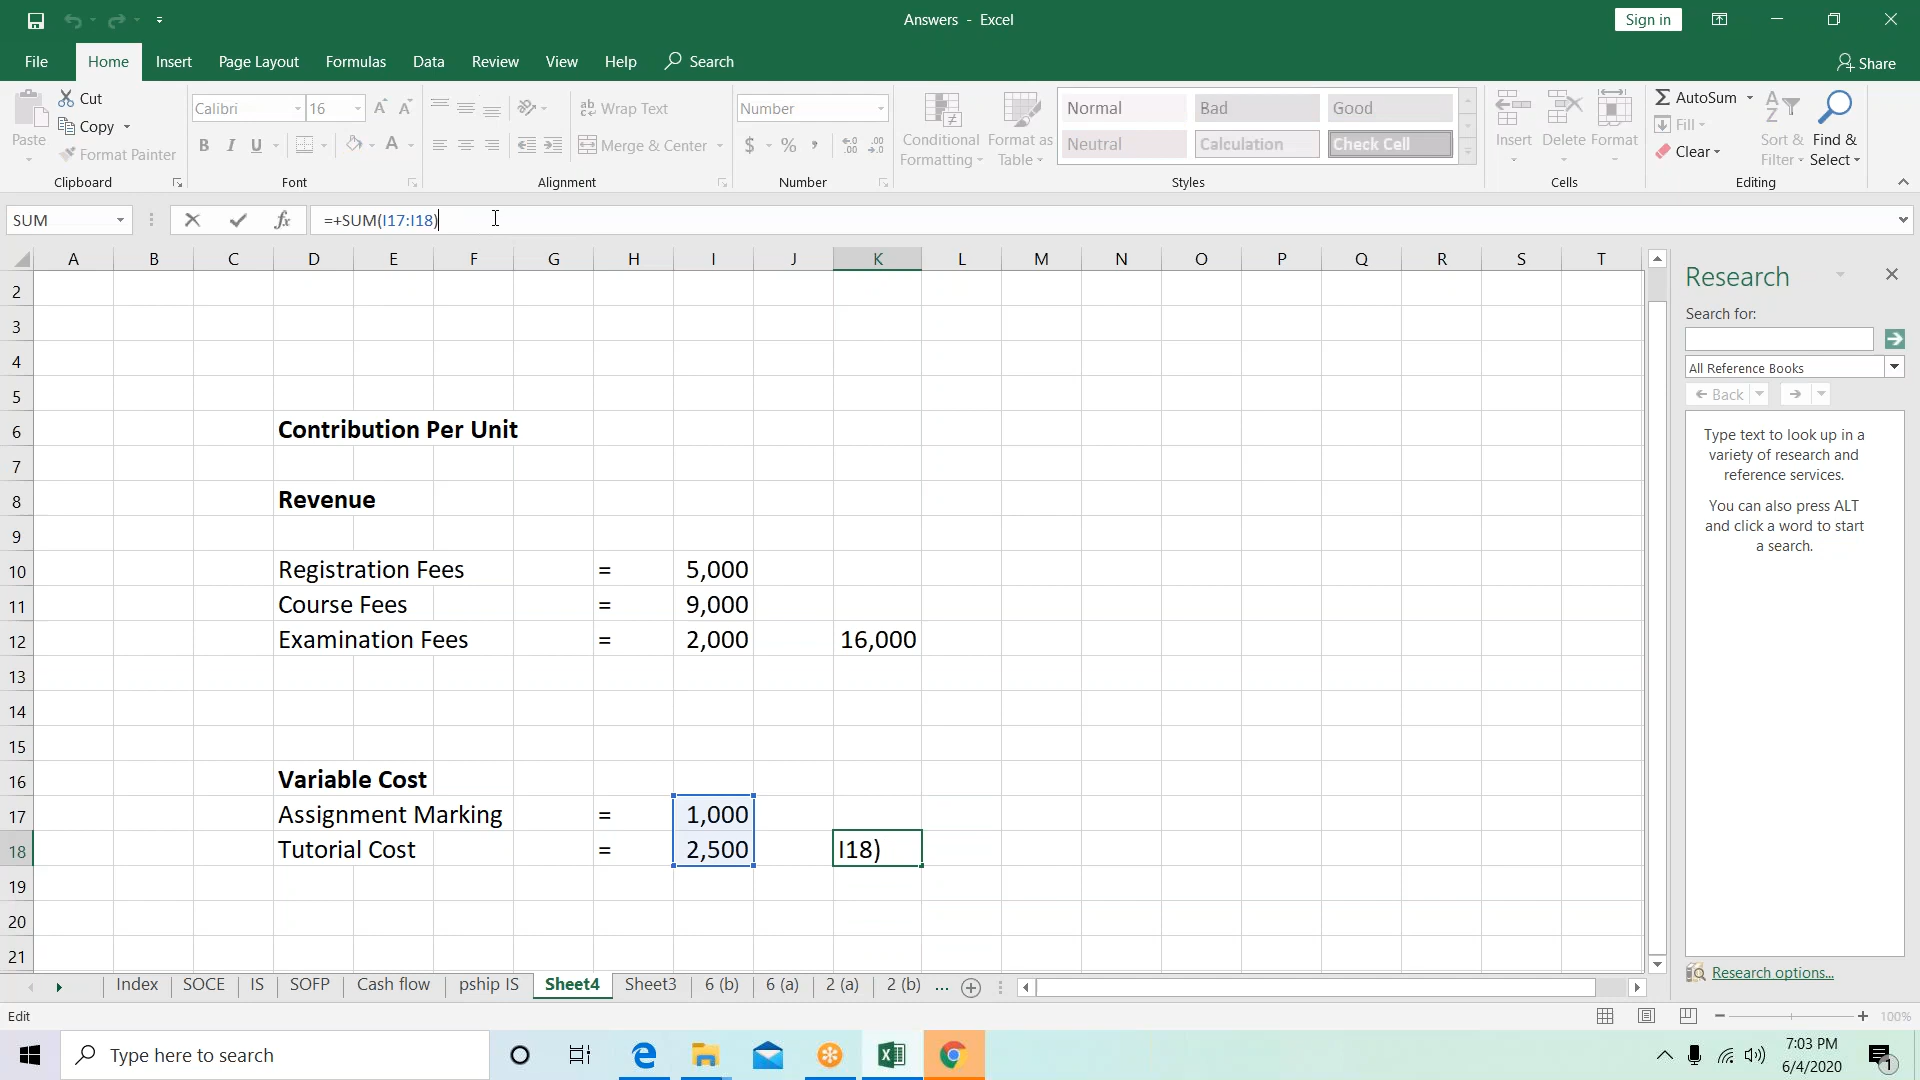 Answers - Excel
Sign in
File
Home
Insert
Page Layout
Formulas
Data
Review
View
Help
Search
Share
Paste
Cut
Copy
Format Painter
Clipboard
Calibri
16
A A
B I U
A
Font
Wrap Text
Merge & Center
Alignment
Number
$ % ,
Number
Conditional Formatting
Format as Table
Normal
Bad
Good
Neutral
Calculation
Check Cell
Styles
Insert
Delete
Format
Cells
AutoSum
Fill
Clear
Sort & Filter
Find & Select
Editing
SUM
fx
=+SUM(I17:I18)
A B C D E F G H I J K L M N O P Q R S T
2
3
4
5
6 Contribution Per Unit
7
8 Revenue
9
10 Registration Fees = 5,000
11 Course Fees = 9,000
12 Examination Fees = 2,000 16,000
13
14
15
16 Variable Cost
17 Assignment Marking = 1,000
18 Tutorial Cost = 2,500 I18)
19
20
21
Research
Search for:
All Reference Books
Back
Type text to look up in a
variety of research and
reference services.
You can also press ALT
and click a word to start
a search.
Research options...
Index
SOCE
IS
SOFP
Cash flow
pship IS
Sheet4
Sheet3
6 (b)
6 (a)
2 (a)
2 (b)
...
Edit
100%
Type here to search
7:03 PM
6/4/2020
1